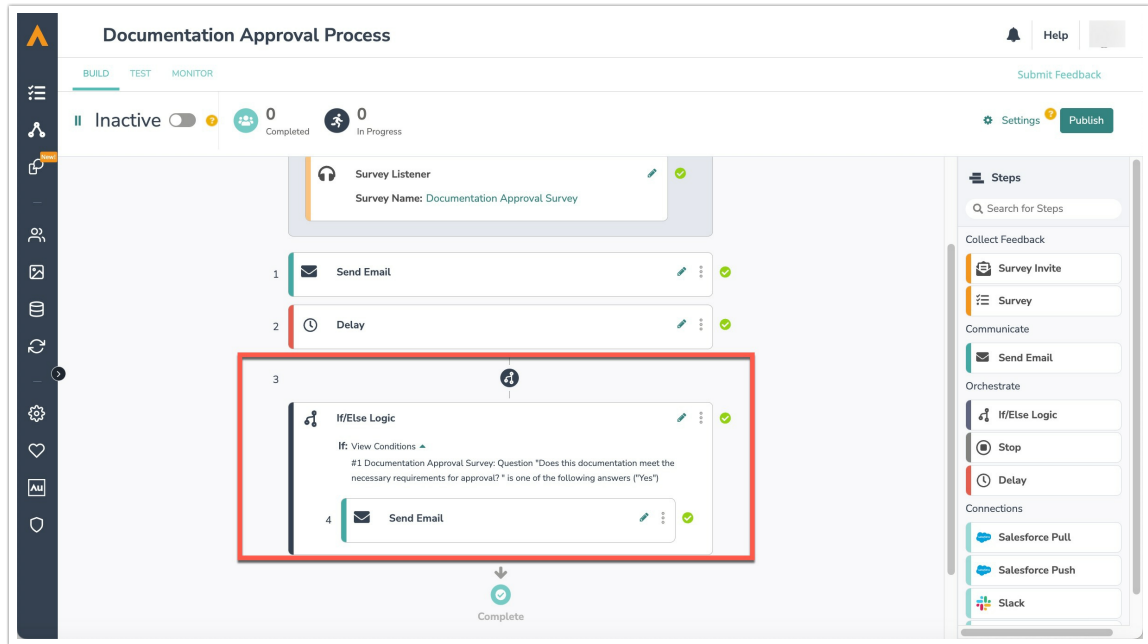 Documentation Approval Process
Help
BUILD TEST MONITOR
Submit Feedback
Inactive
?
0
Completed
0
In Progress
Settings
?
Publish
New!
Survey Listener
Survey Name: Documentation Approval Survey
1 Send Email
2 Delay
3
If/Else Logic
If: View Conditions
#1 Documentation Approval Survey: Question "Does this documentation meet the
necessary requirements for approval? " is one of the following answers ("Yes")
4 Send Email
Complete
Steps
Search for Steps
Collect Feedback
Survey Invite
Survey
Communicate
Send Email
Orchestrate
If/Else Logic
Stop
Delay
Connections
Salesforce Pull
Salesforce Push
Slack